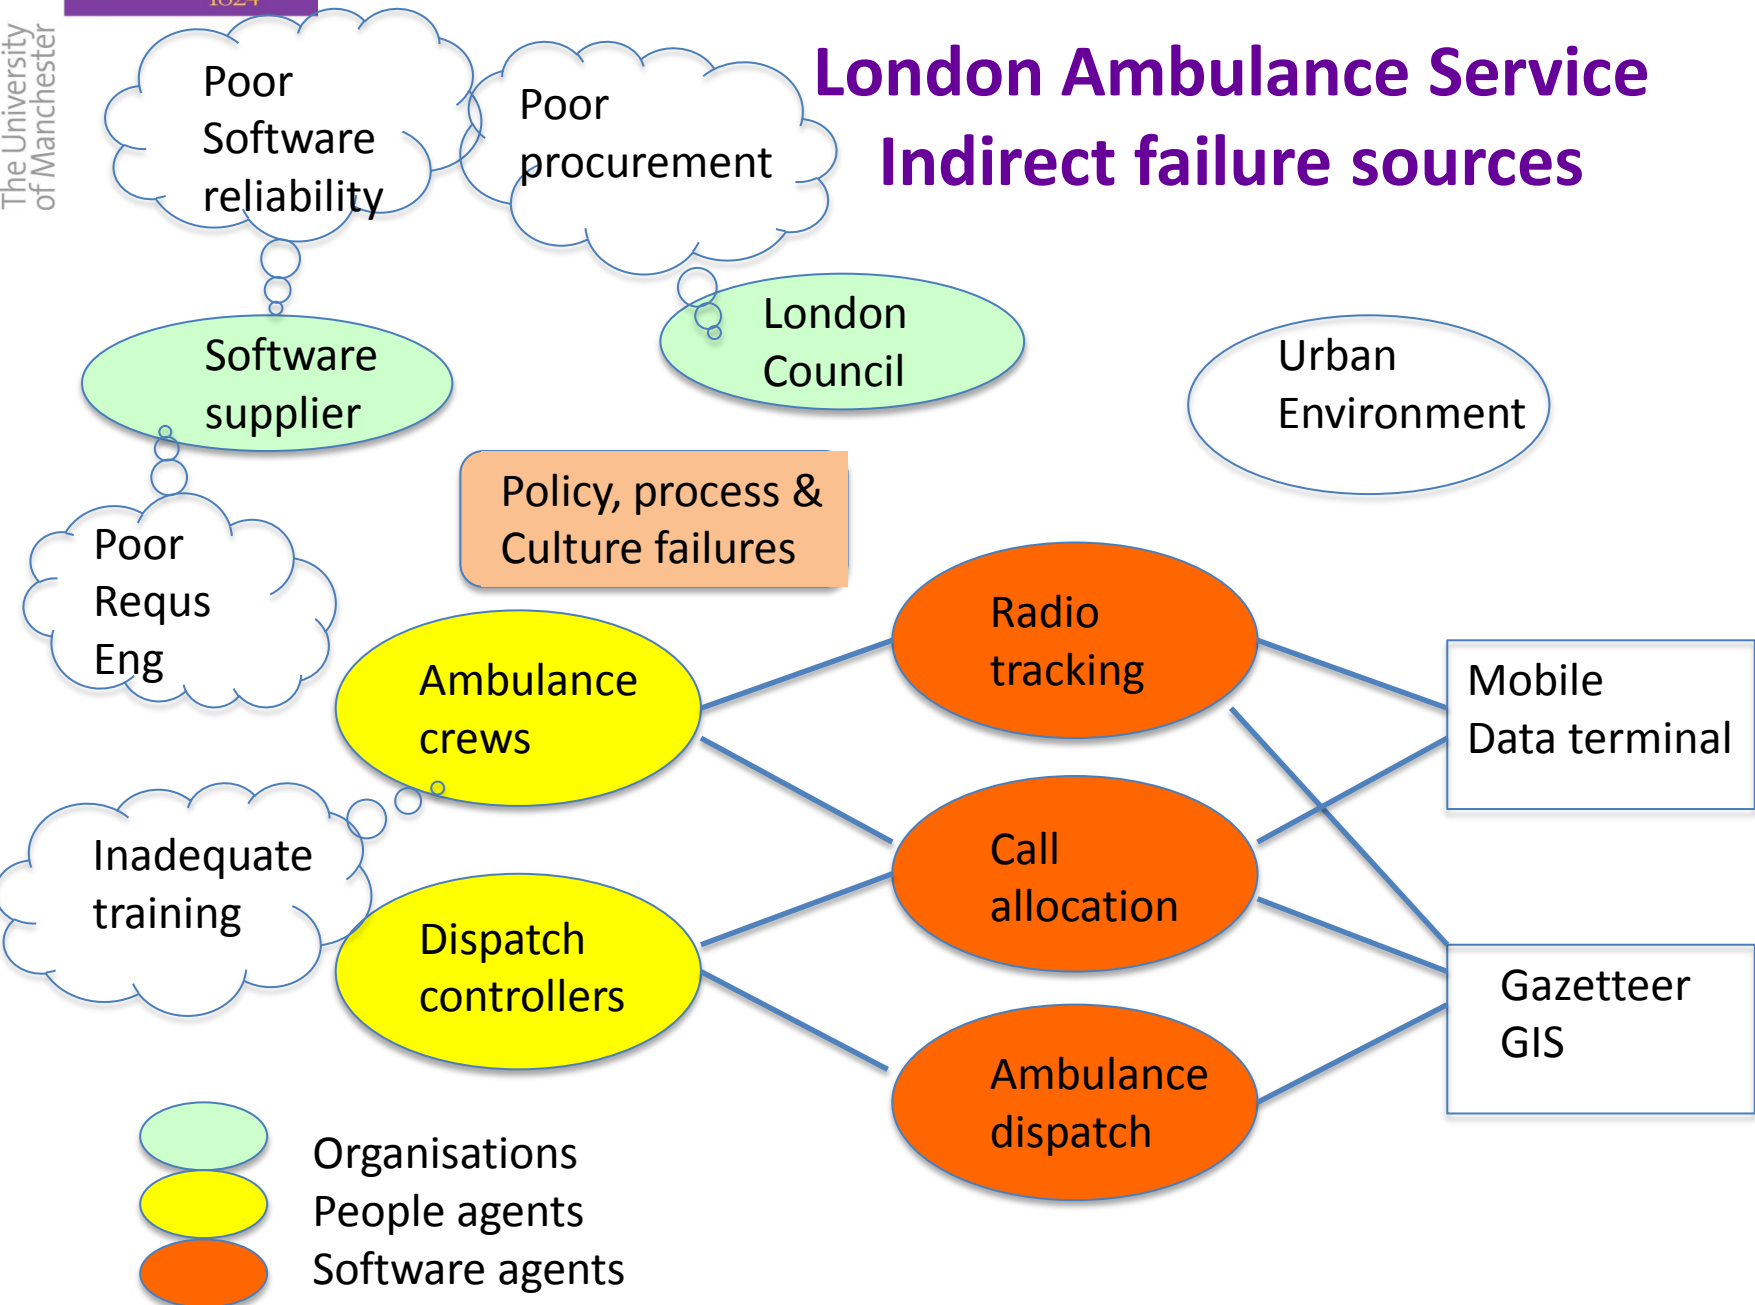 1824
The University
of Manchester
London Ambulance Service
Indirect failure sources
Poor
Software
reliability
Poor
procurement
Software
supplier
London
Council
Urban
Environment
Policy, process &
Culture failures
Poor
Requs
Eng
Ambulance
crews
Radio
tracking
Mobile
Data terminal
Inadequate
training
Call
allocation
Dispatch
controllers
Gazetteer
GIS
Ambulance
dispatch
Organisations
People agents
Software agents